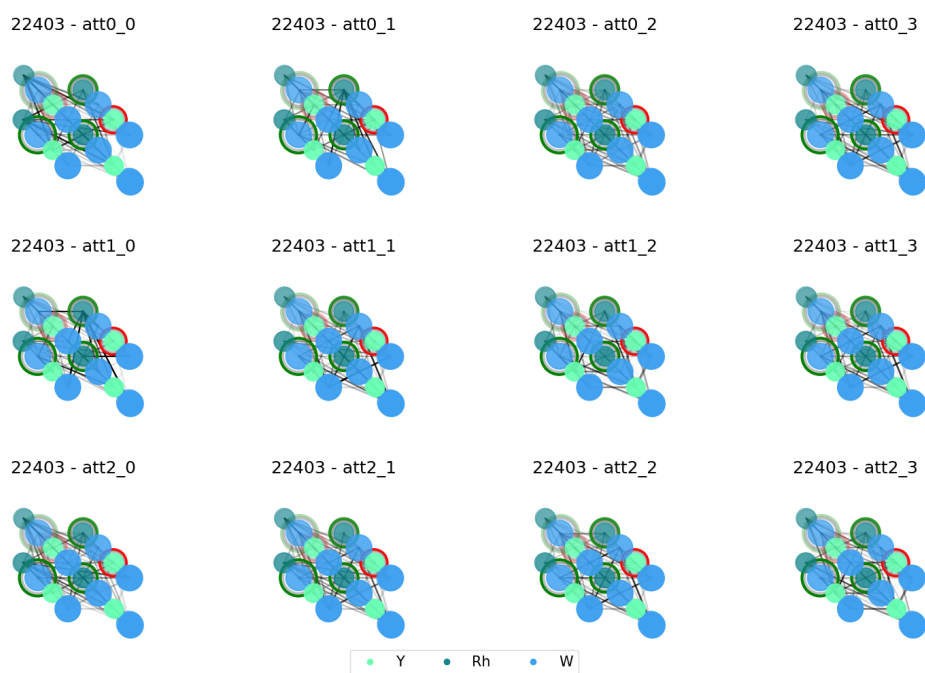 22403 - att0_0
22403 - att0_1
22403 - att0_2
22403 - att0_3
22403 - att1_0
22403 - att1_1
22403 - att1_2
22403 - att1_3
22403 - att2_0
22403 - att2_1
22403 - att2_2
22403 - att2_3
Y Rh W